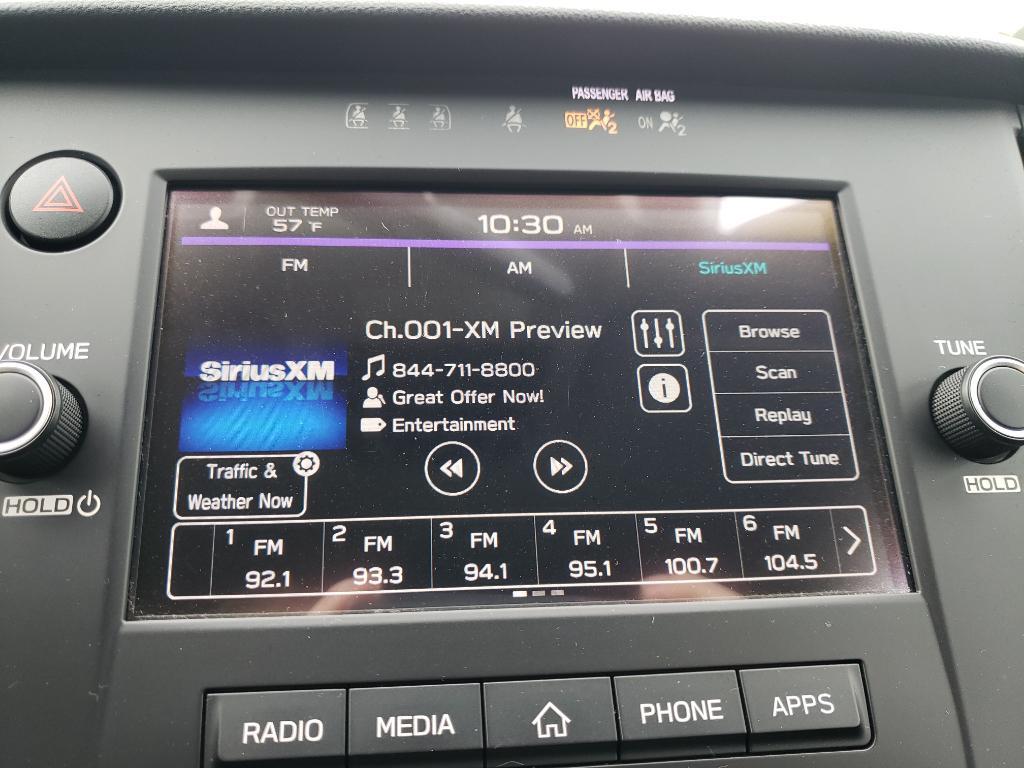 PASSENGER AIR BAG
OFF 2 ON 2
OUT TEMP
57 °F
10:30 AM
FM
AM
SiriusXM
Ch.001-XM Preview
844-711-8800
Great Offer Now!
Entertainment
SiriusXM
Traffic &
Weather Now
i
Browse
Scan
Replay
Direct Tune
1 FM 92.1
2 FM 93.3
3 FM 94.1
4 FM 95.1
5 FM 100.7
6 FM 104.5
VOLUME
HOLD
TUNE
HOLD
RADIO
MEDIA
PHONE
APPS